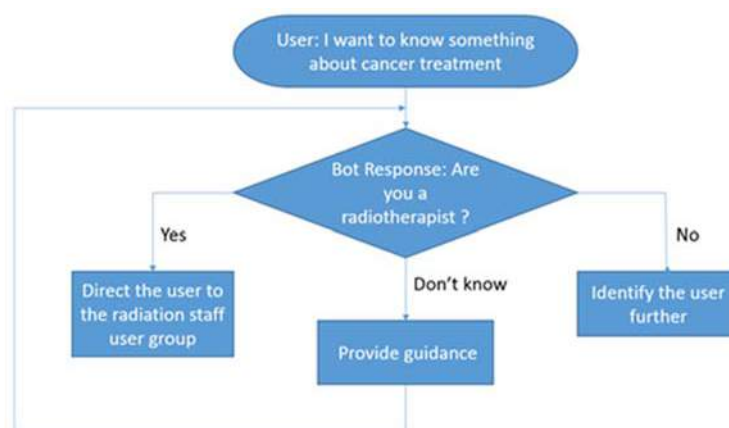 User: I want to know something
about cancer treatment
Bot Response: Are
you a
radiotherapist ?
Yes
No
Direct the user to
the radiation staff
user group
Don't know
Identify the user
further
Provide guidance